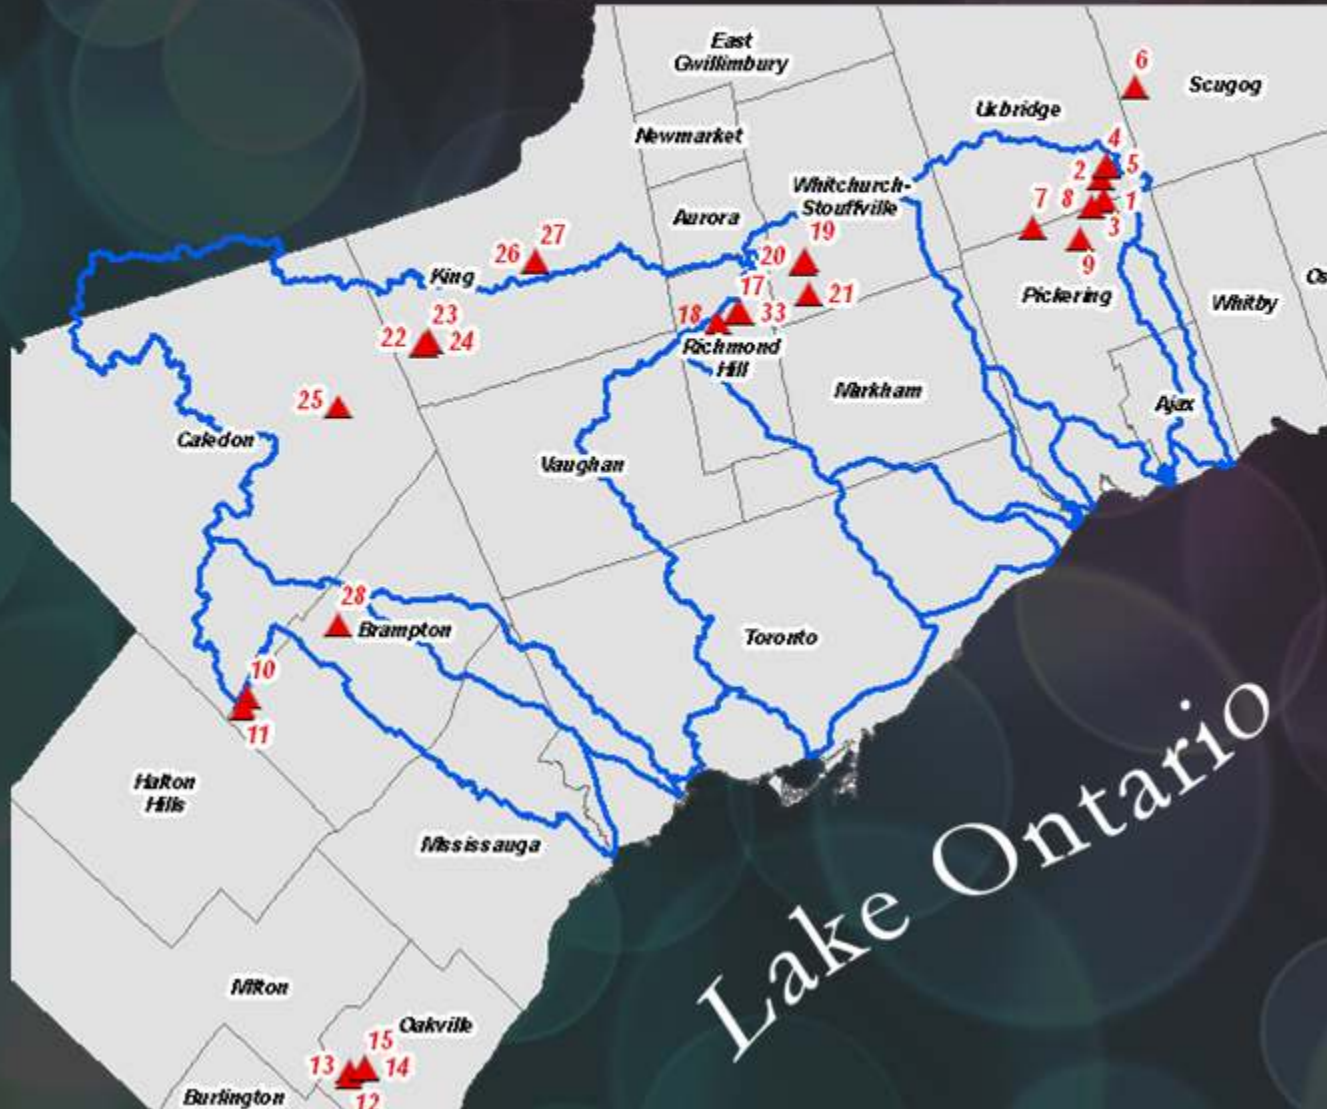 East
Gwillimbury
6
Scugog
Uxbridge
Newmarket
4
2
5
Whitchurch-
Stouffville
7
8
1
Aurora
3
19
27
26
20
9
King
17
21
Pickering
Whitby
Os
23
18
33
22
24
Richmond
Hill
Markham
25
Ajax
Caledon
Vaughan
28
Brampton
Toronto
10
11
Halton
Hills
Mississauga
Lake Ontario
Milton
Oakville
15
13
14
12
Burlington